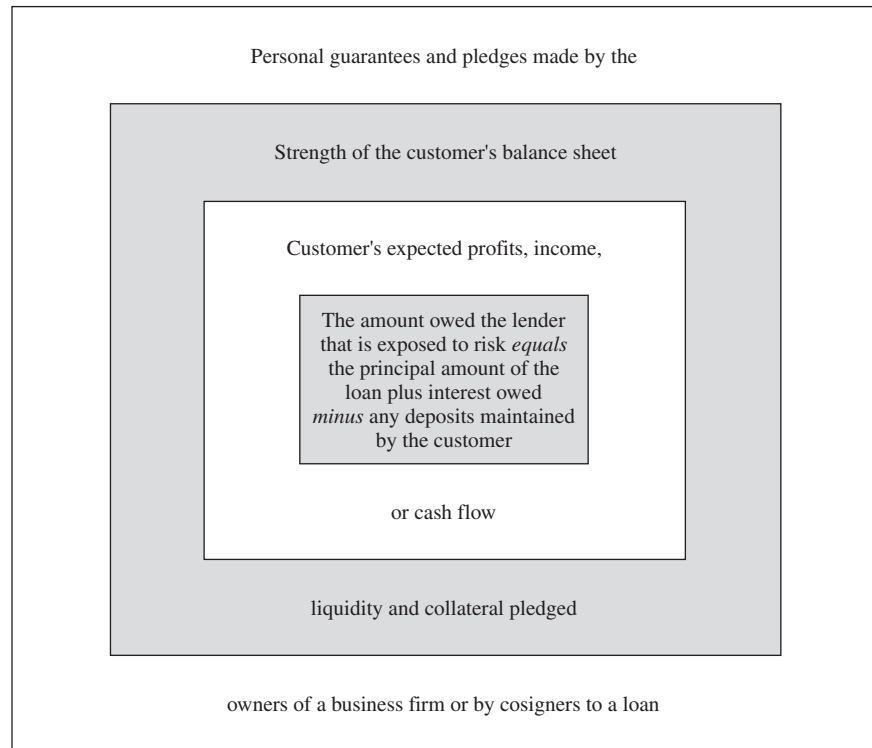 Personal guarantees and pledges made by the
Strength of the customer's balance sheet
Customer's expected profits, income,
The amount owed the lender
that is exposed to risk equals
the principal amount of the
loan plus interest owed
minus any deposits maintained
by the customer
or cash flow
liquidity and collateral pledged
owners of a business firm or by cosigners to a loan